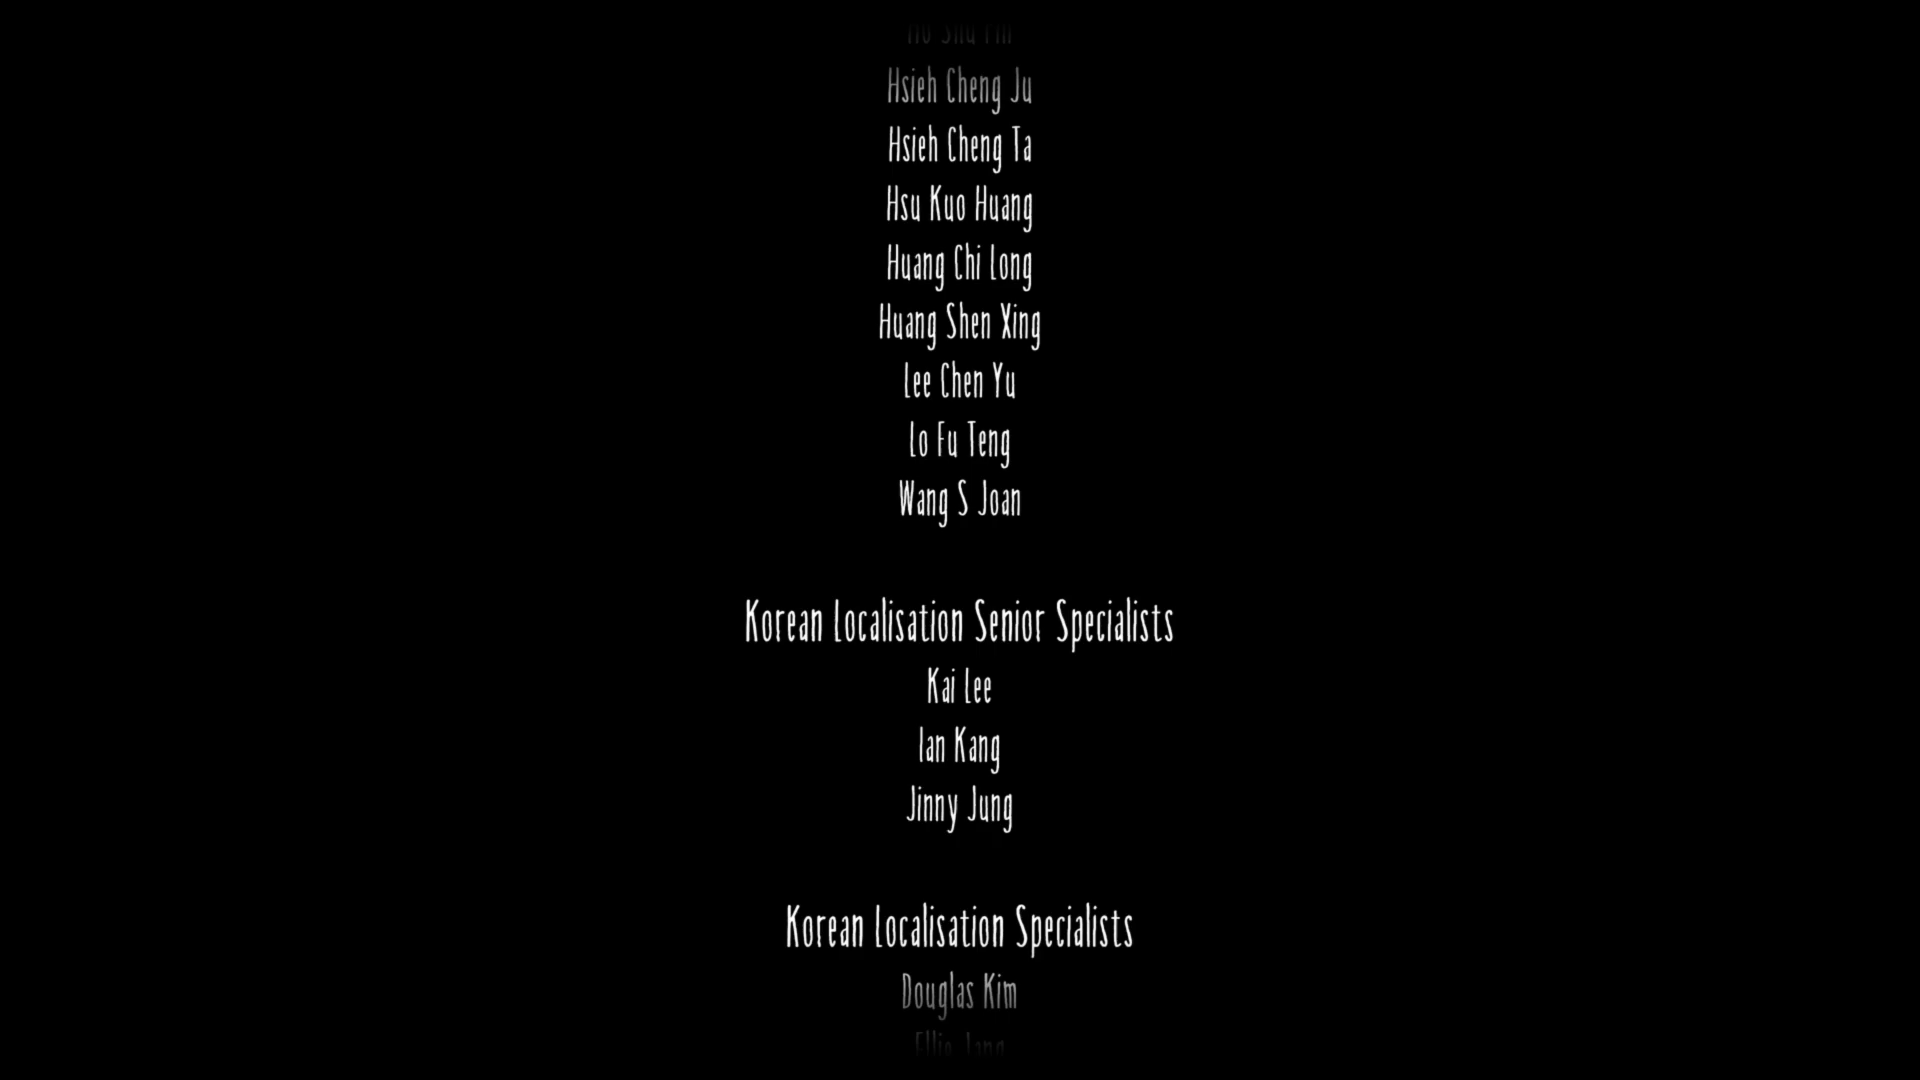 Hsieh Cheng Ju
Hsieh Cheng Ta
Hsu Kuo Huang
Huang Chi Long
Huang Shen Xing
Lee Chen Yu
Lo Fu Teng
Wang S Joan
Korean Localisation Senior Specialists
Kai Lee
Ian Kang
Jinny Jung
Korean Localisation Specialists
Douglas Kim
Ellie Jang